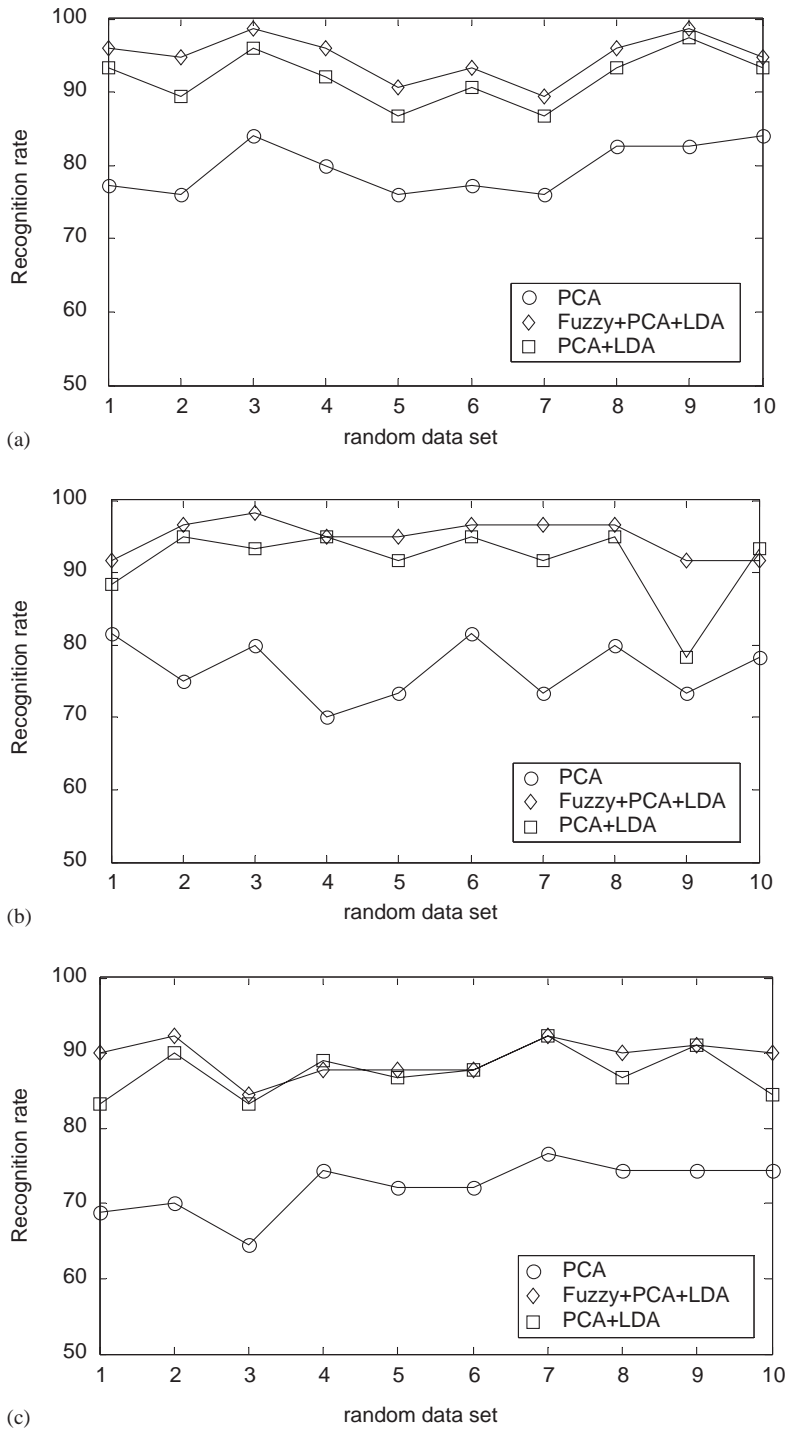 100
90
80
70
60
50
Recognition rate
PCA
Fuzzy+PCA+LDA
PCA+LDA
1 2 3 4 5 6 7 8 9 10
random data set
(a)
100
90
80
70
60
50
Recognition rate
PCA
Fuzzy+PCA+LDA
PCA+LDA
1 2 3 4 5 6 7 8 9 10
random data set
(b)
100
90
80
70
60
50
Recognition rate
PCA
Fuzzy+PCA+LDA
PCA+LDA
1 2 3 4 5 6 7 8 9 10
random data set
(c)